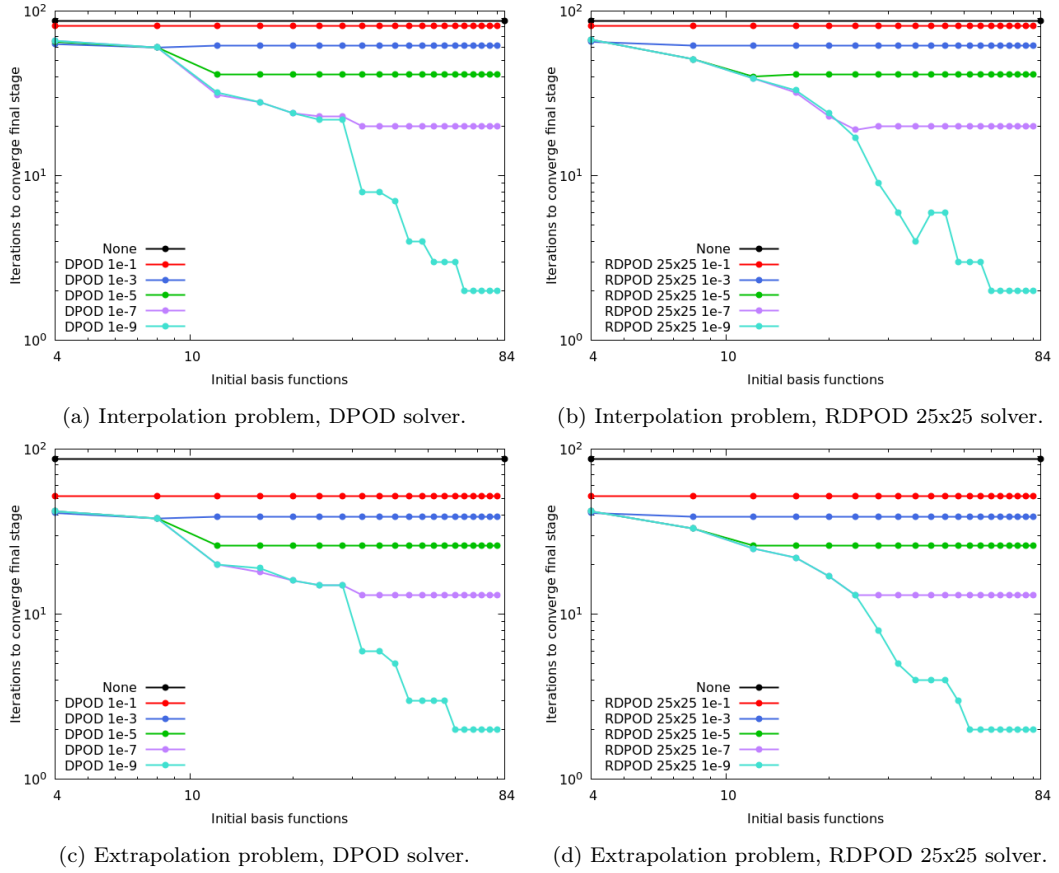 10²
10¹
10⁰
Iterations to converge final stage
None
DPOD 1e-1
DPOD 1e-3
DPOD 1e-5
DPOD 1e-7
DPOD 1e-9
4
10
84
Initial basis functions
(a) Interpolation problem, DPOD solver.
10²
10¹
10⁰
Iterations to converge final stage
None
RDPOD 25x25 1e-1
RDPOD 25x25 1e-3
RDPOD 25x25 1e-5
RDPOD 25x25 1e-7
RDPOD 25x25 1e-9
4
10
84
Initial basis functions
(b) Interpolation problem, RDPOD 25x25 solver.
10²
10¹
10⁰
Iterations to converge final stage
None
DPOD 1e-1
DPOD 1e-3
DPOD 1e-5
DPOD 1e-7
DPOD 1e-9
4
10
84
Initial basis functions
(c) Extrapolation problem, DPOD solver.
10²
10¹
10⁰
Iterations to converge final stage
None
RDPOD 25x25 1e-1
RDPOD 25x25 1e-3
RDPOD 25x25 1e-5
RDPOD 25x25 1e-7
RDPOD 25x25 1e-9
4
10
84
Initial basis functions
(d) Extrapolation problem, RDPOD 25x25 solver.